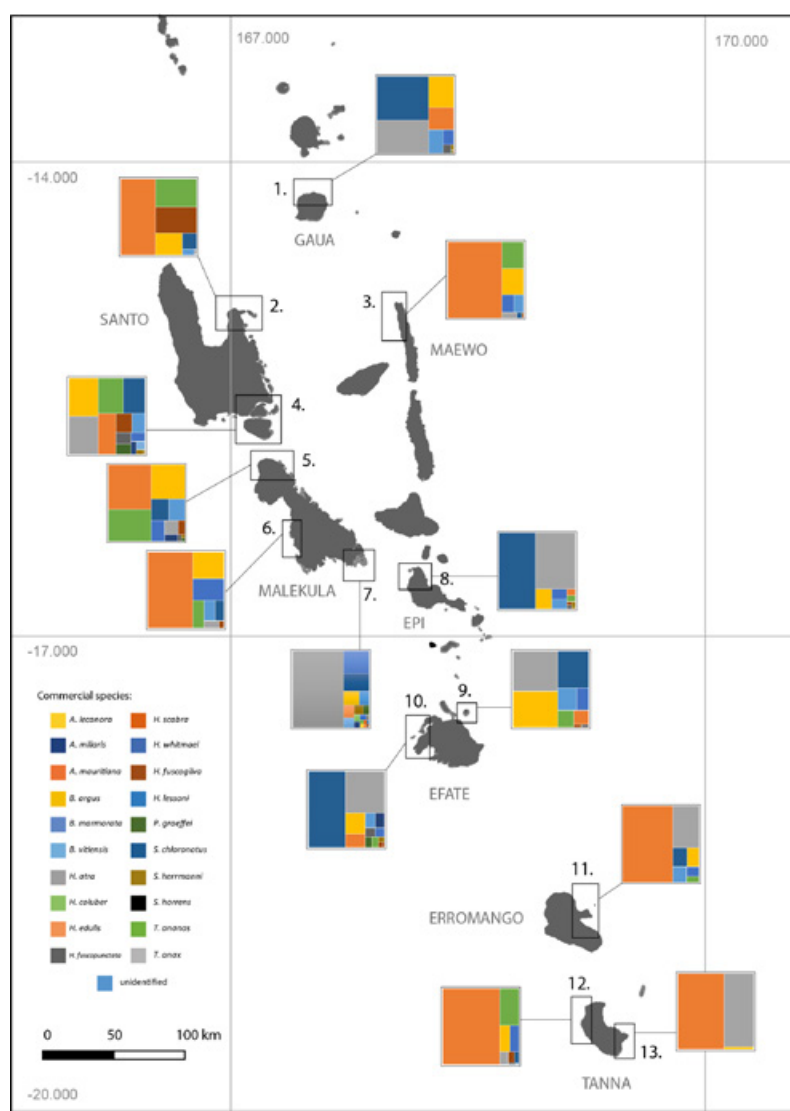 167.000
170.000
-14.000
1.
GAUA
2.
SANTO
3.
MAEWO
4.
5.
6.
MALEKULA
7.
8.
EPI
-17.000
Commercial species:
A. lecanora
H. scabra
A. miliaris
H. whitmaei
A. mauritiana
H. fuscogilva
B. argus
H. lessoni
B. marmorata
P. graeffei
B. vitiensis
S. chloronotus
H. atra
S. herrmanni
H. coluber
S. horrens
H. edulis
T. ananas
H. fuscopunctata
T. anax
unidentified
9.
10.
EFATE
11.
ERROMANGO
12.
13.
TANNA
0 50 100 km
-20.000